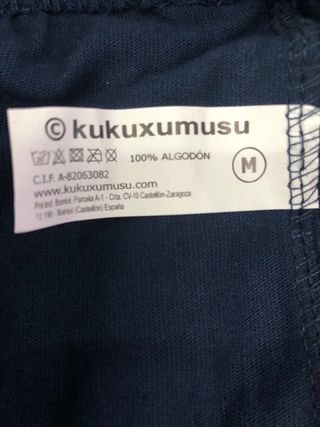 © kukuxumusu
100% ALGODÓN
M
C.I.F. A-82063082
www.kukuxumusu.com
Pol.Ind. Borriol, Parcela A-1 - Crta. CV-10 Castellón-Zaragoza
12 190 Borriol (Castellón) España